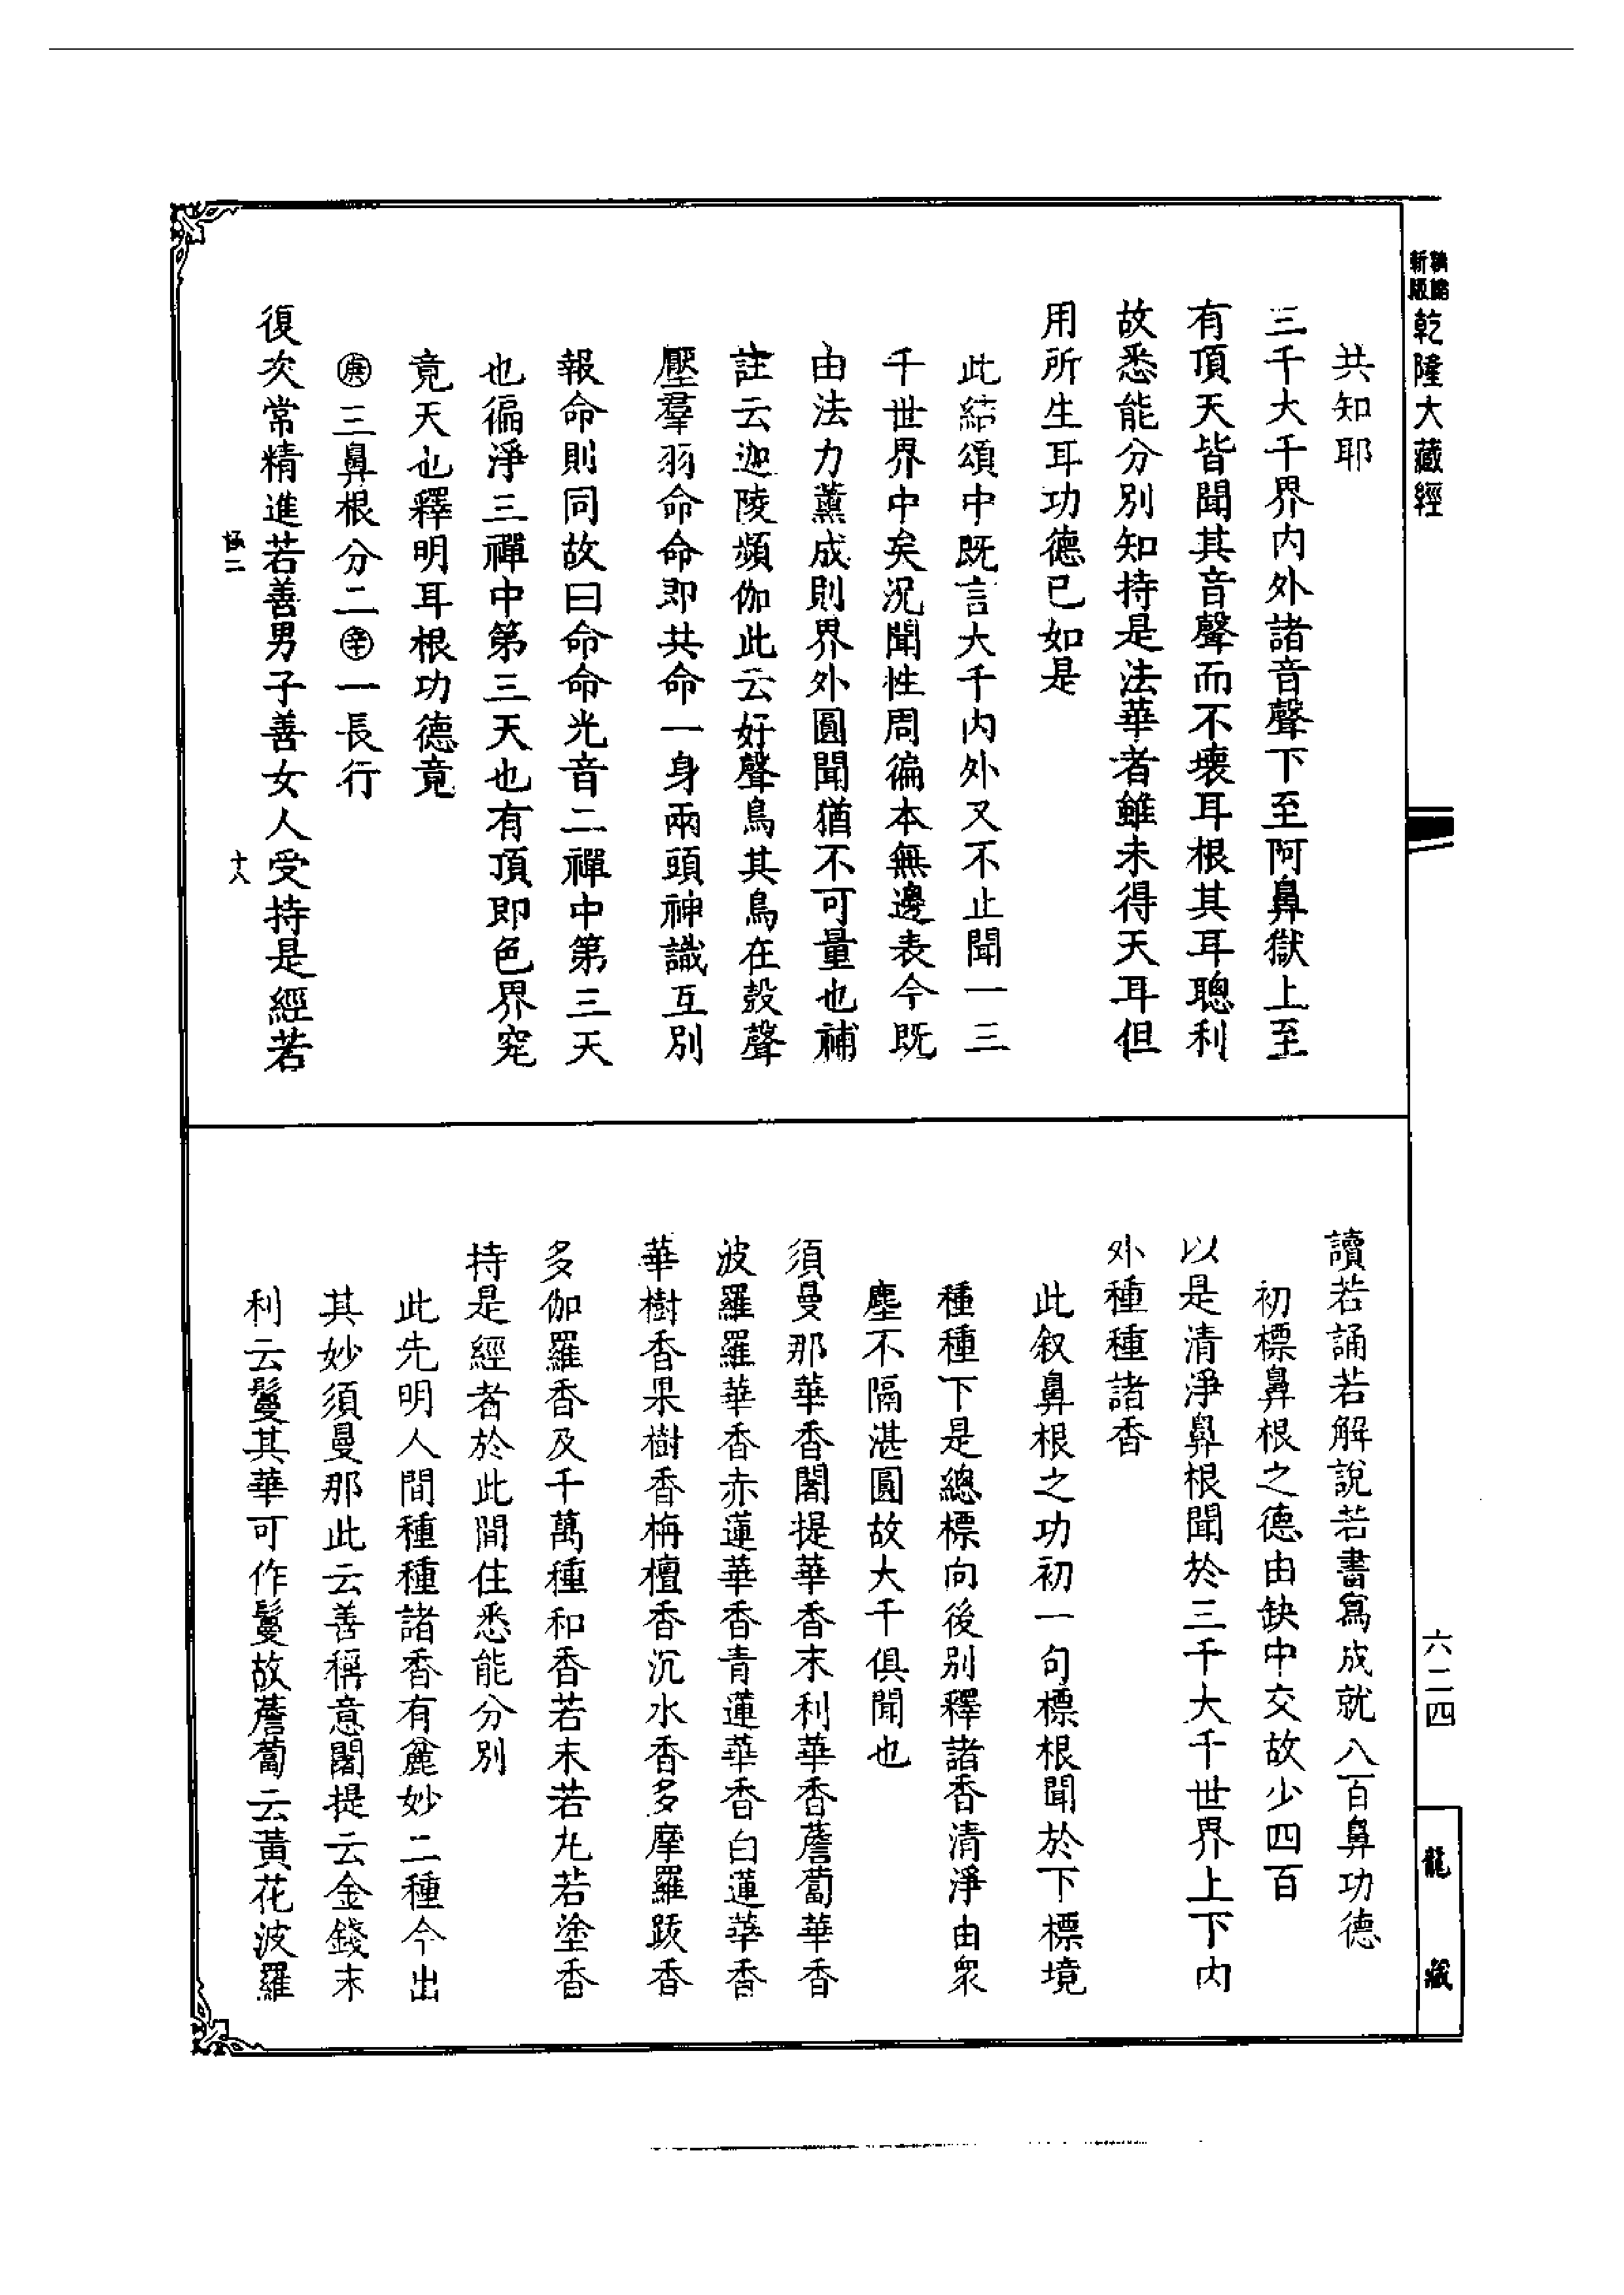 乾隆大藏經
共知耶
三千大千界內外諸音聲下至阿鼻獄上至
有頂天皆聞其音聲而不壞耳根其耳聰利
故悉能分別知持是法華者雖未得天耳但
用所生耳功德已如是
此結頌中既言大千內外又不止聞一三
千世界中矣況聞性周徧本無邊表今既
由法力薰成則界外圓聞猶不可量也補
註云迦陵頻伽此云好聲鳥其鳥在㲉聲
壓羣羽命命即共命一身兩頭神識互別
報命則同故曰命命光音二禪中第三天
也徧淨三禪中第三天也有頂即色界究
竟天也釋明耳根功德竟
㊥三鼻根分二㊥一長行
復次常精進若善男子善女人受持是經若
讀若誦若解說若書寫成就八百鼻功德
初標鼻根之德由缺中交故少四百
以是清淨鼻根聞於三千大千世界上下內
外種種諸香
此叙鼻根之功初一句標根聞於下標境
種種下是總標向後別釋諸香清淨由衆
塵不隔湛圓故大千俱聞也
須曼那華香闍提華香末利華香薝蔔華香
波羅羅華香赤蓮華香青蓮華香白蓮華香
華樹香果樹香栴檀香沉水香多摩羅跋香
多伽羅香及千萬種和香若末若丸若塗香
持是經者於此間住悉能分別
此先明人間種種諸香有麤妙二種今出
其妙須曼那此云善稱意闍提云金錢末
利云鬘其華可作鬘故薝蔔云黃花波羅
六二四
龍藏